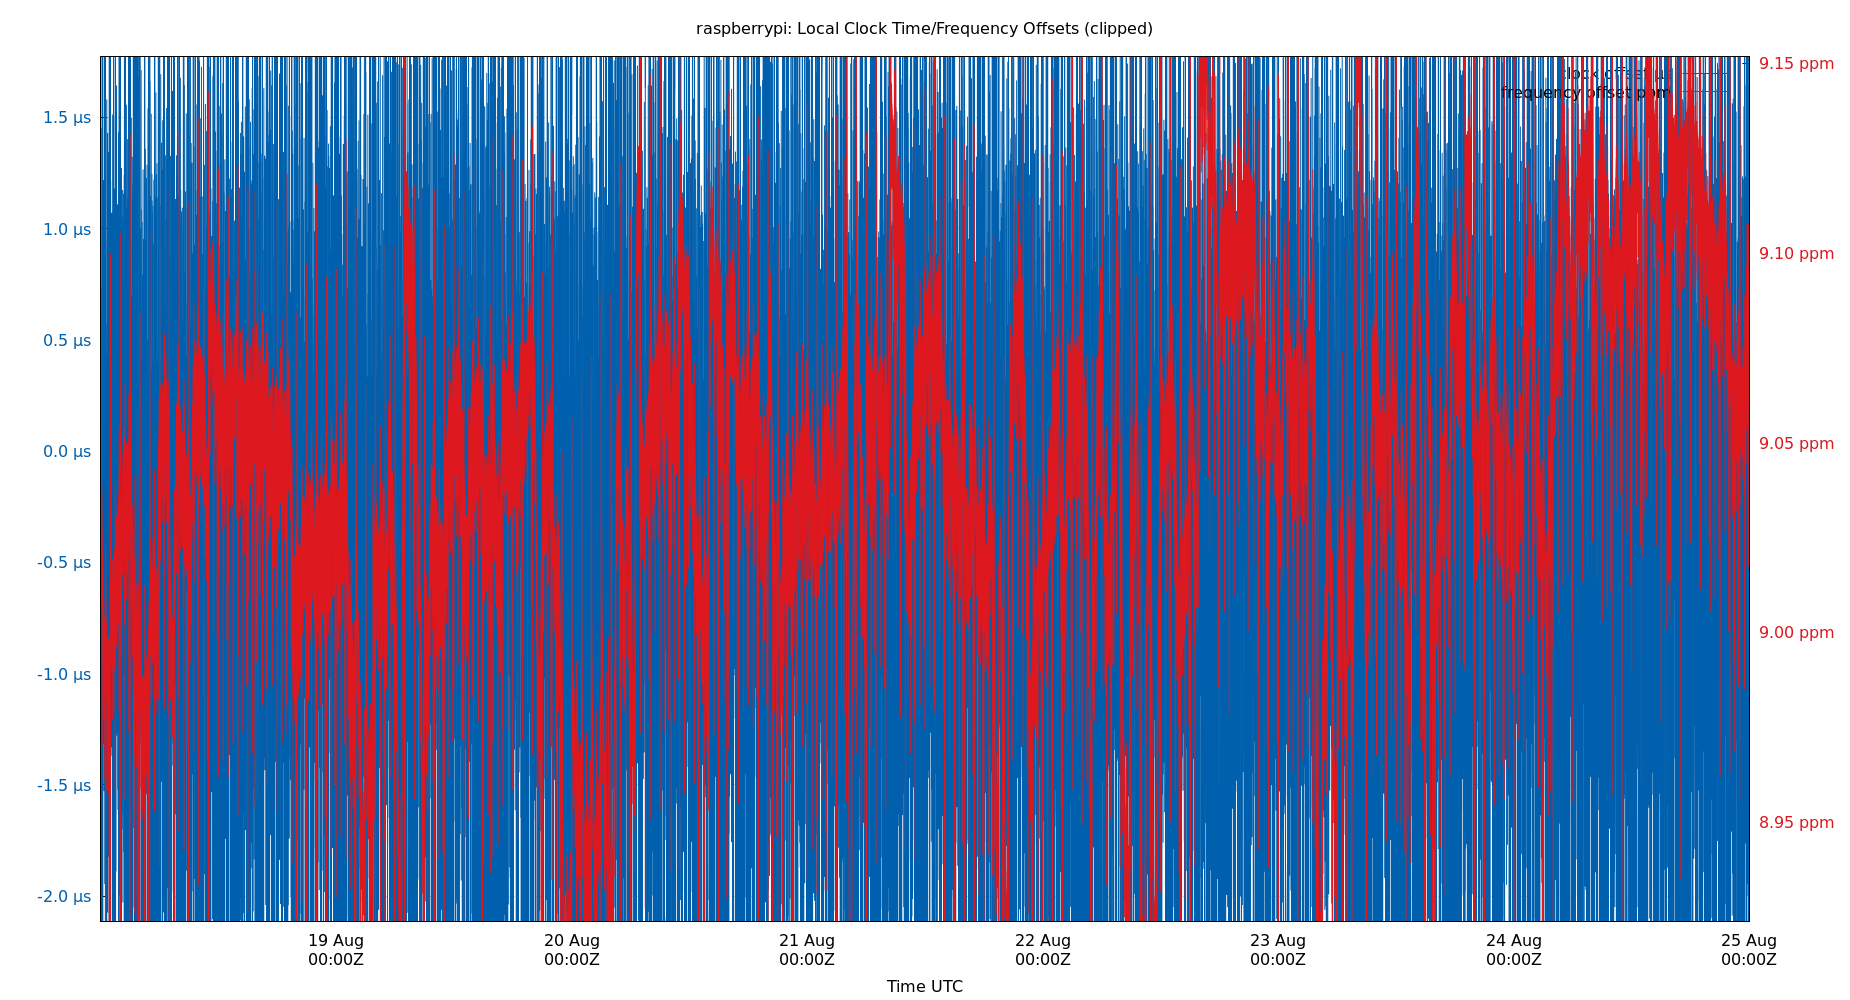 raspberrypi: Local Clock Time/Frequency Offsets (clipped)
clock offset µs
frequency offset ppm
1.5 µs
1.0 µs
0.5 µs
0.0 µs
-0.5 µs
-1.0 µs
-1.5 µs
-2.0 µs
9.15 ppm
9.10 ppm
9.05 ppm
9.00 ppm
8.95 ppm
19 Aug 20 Aug 21 Aug 22 Aug 23 Aug 24 Aug 25 Aug
00:00Z 00:00Z 00:00Z 00:00Z 00:00Z 00:00Z 00:00Z
Time UTC